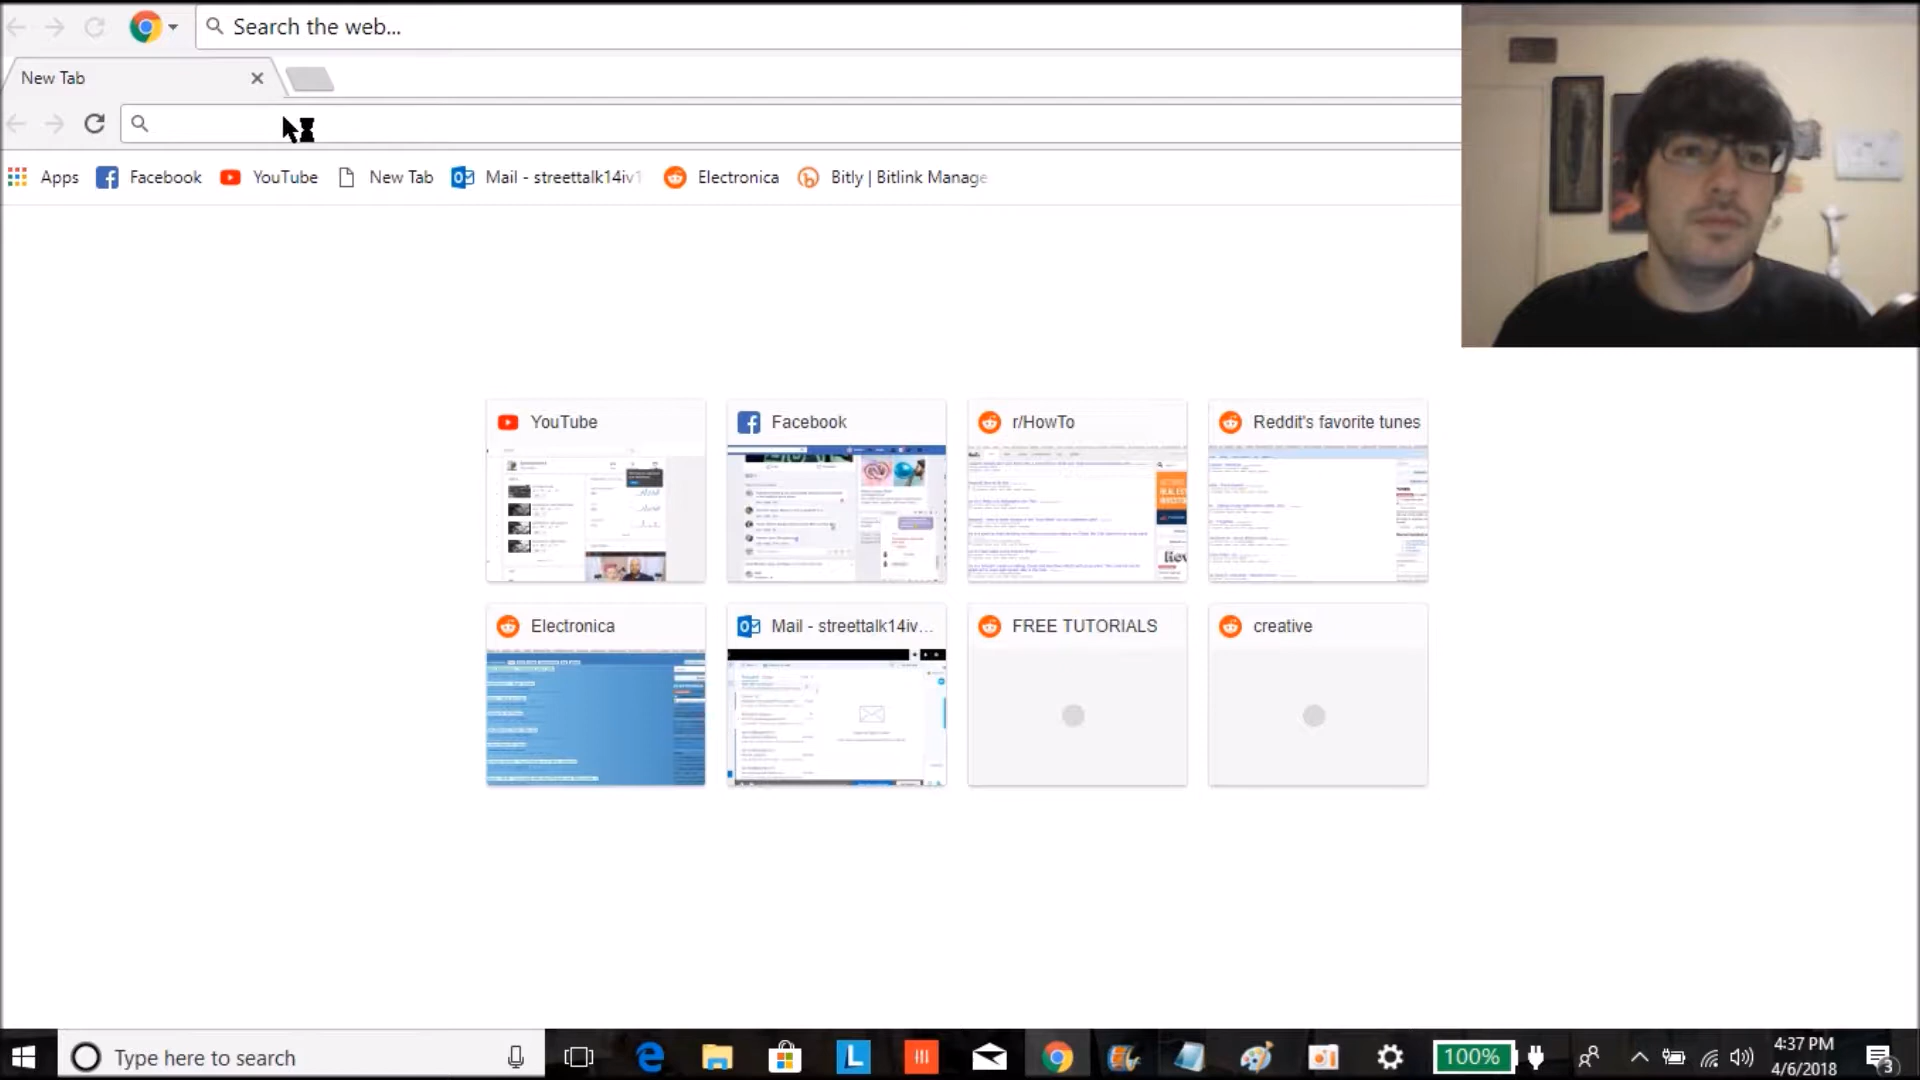 Search the web...
New Tab
Apps Facebook YouTube New Tab Mail - streettalk14iv1 Electronica Bitly | Bitlink Manage
YouTube Facebook r/HowTo Reddit's favorite tunes
Electronica Mail - streettalk14iv... FREE TUTORIALS creative
Type here to search 100% 4:37 PM
4/6/2018 3